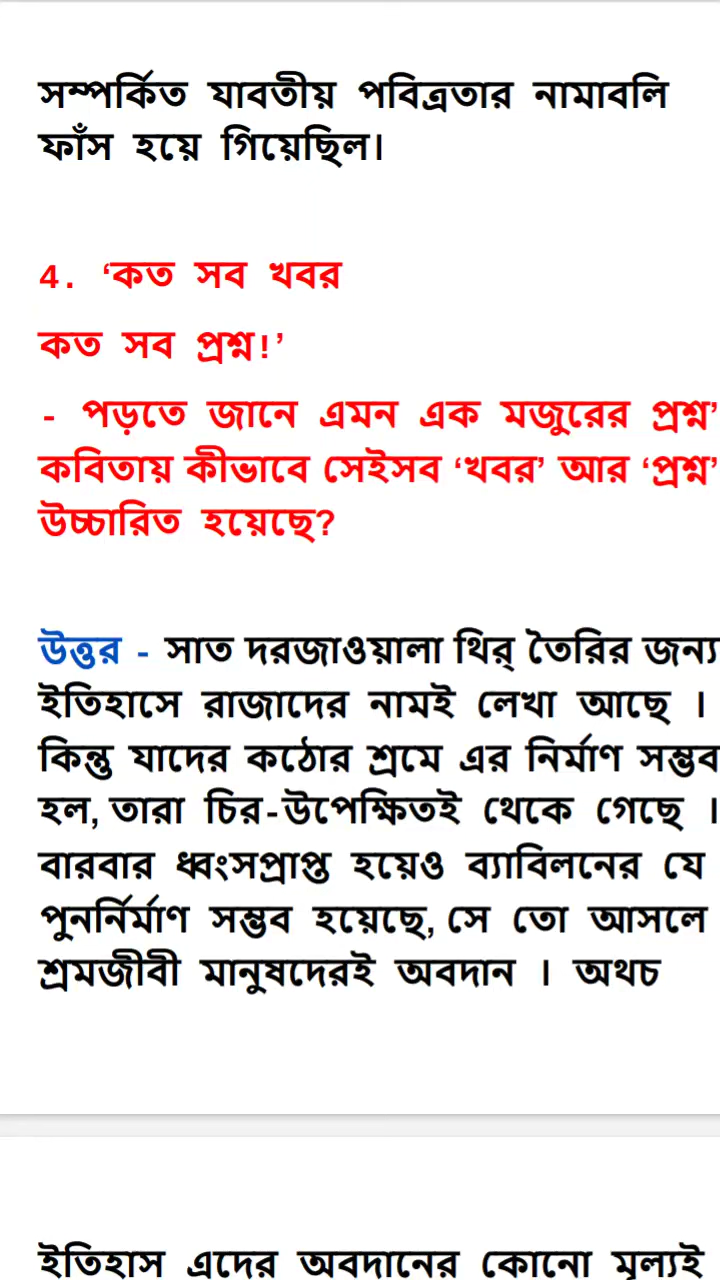 সম্পর্কিত যাবতীয় পবিত্রতার নামাবলি
ফাঁস হয়ে গিয়েছিল।
4. ‘কত সব খবর
কত সব প্রশ্ন!’
- পড়তে জানে এমন এক মজুরের প্রশ্ন’
কবিতায় কীভাবে সেইসব ‘খবর’ আর ‘প্রশ্ন’
উচ্চারিত হয়েছে?
উত্তর - সাত দরজাওয়ালা থির্ তৈরির জন্য
ইতিহাসে রাজাদের নামই লেখা আছে ।
কিন্তু যাদের কঠোর শ্রমে এর নির্মাণ সম্ভব
হল, তারা চির-উপেক্ষিতই থেকে গেছে ।
বারবার ধ্বংসপ্রাপ্ত হয়েও ব্যাবিলনের যে
পুনর্নির্মাণ সম্ভব হয়েছে, সে তো আসলে
শ্রমজীবী মানুষদেরই অবদান । অথচ
ইতিহাস এদের অবদানের কোনো মূল্যই